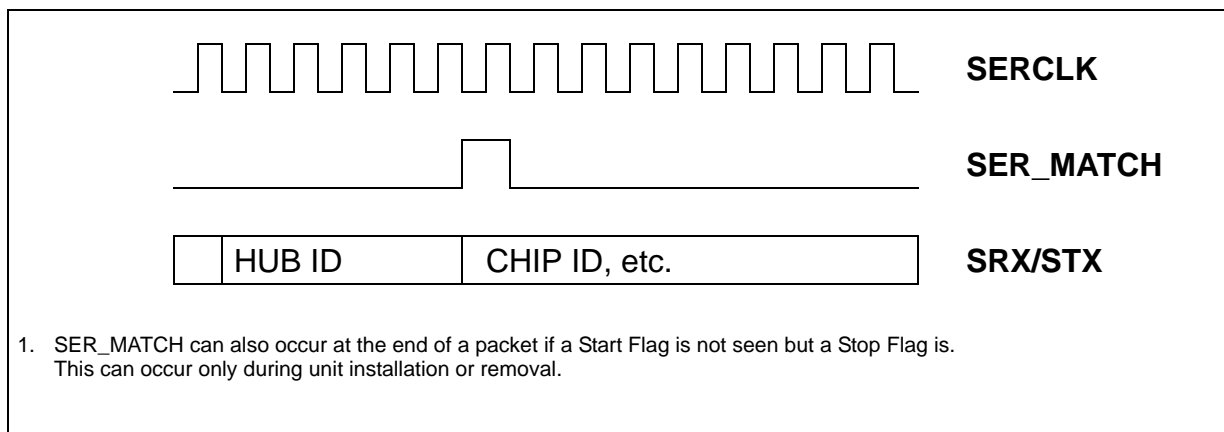 SERCLK
SER_MATCH
HUB ID
CHIP ID, etc.
SRX/STX
1. SER_MATCH can also occur at the end of a packet if a Start Flag is not seen but a Stop Flag is.
This can occur only during unit installation or removal.